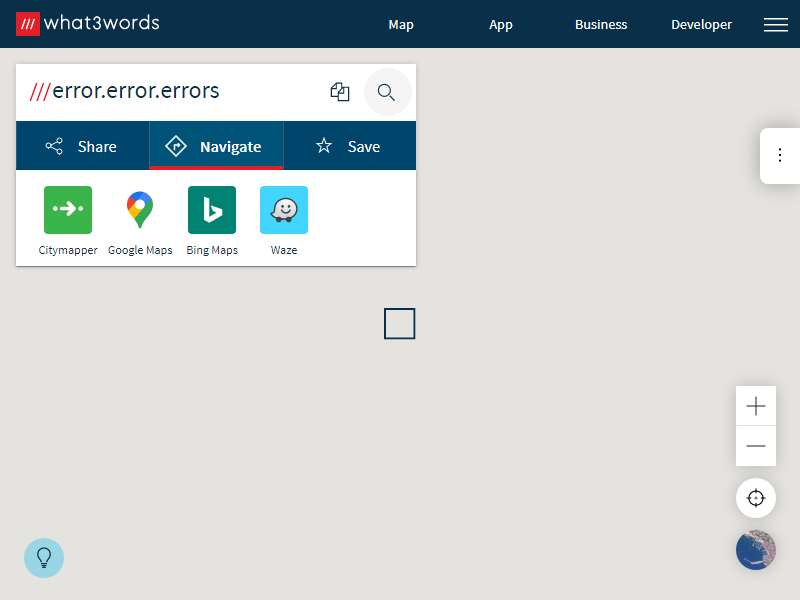 /// what3words
Map
App
Business
Developer
///error.error.errors
Share
Navigate
Save
Citymapper
Google Maps
Bing Maps
Waze